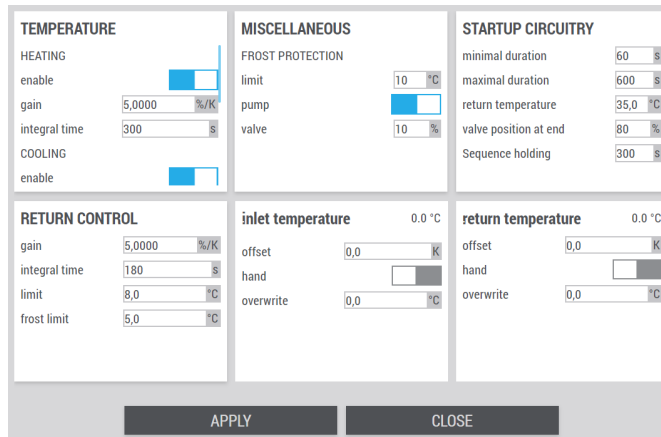 TEMPERATURE
HEATING
enable
gain 5,0000 %/K
integral time 300 s
COOLING
enable
MISCELLANEOUS
FROST PROTECTION
limit 10 °C
pump
valve 10 %
STARTUP CIRCUITRY
minimal duration 60 s
maximal duration 600 s
return temperature 35,0 °C
valve position at end 80 %
Sequence holding 300 s
RETURN CONTROL
gain 5,0000 %/K
integral time 180 s
limit 8,0 °C
frost limit 5,0 °C
inlet temperature 0.0 °C
offset 0,0 K
hand
overwrite 0,0 °C
return temperature 0.0 °C
offset 0,0 K
hand
overwrite 0,0 °C
APPLY CLOSE